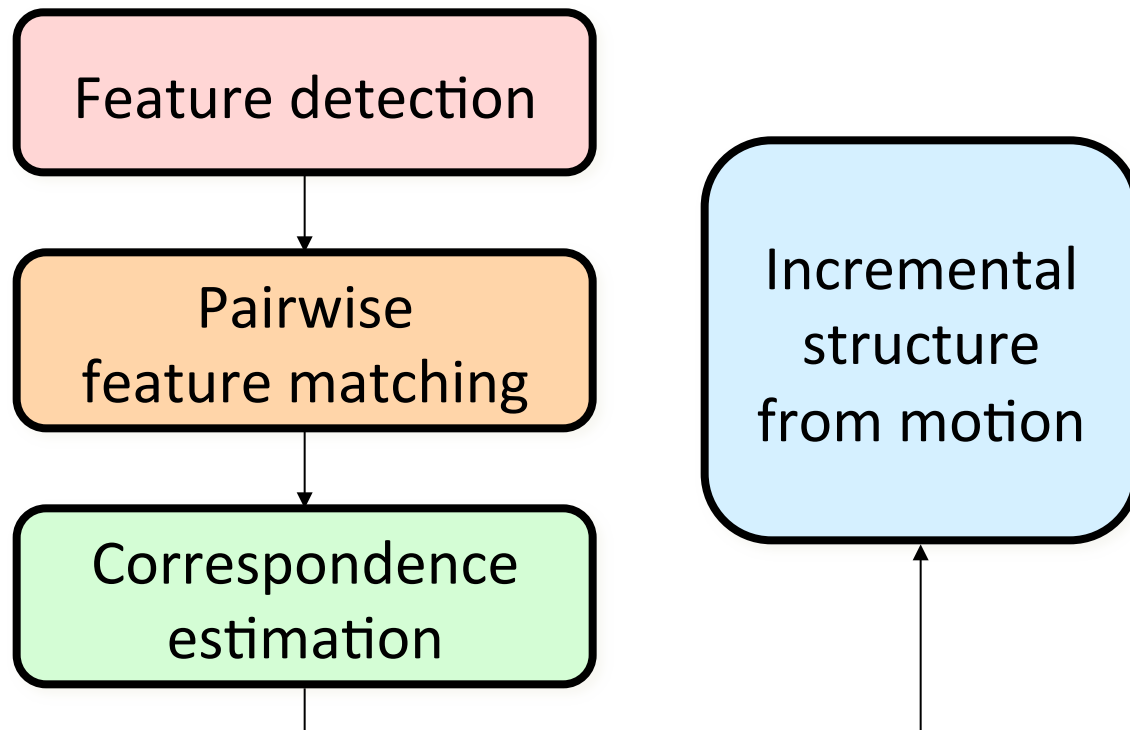 Feature detection
Pairwise
feature matching
Correspondence
estimation
Incremental
structure
from motion